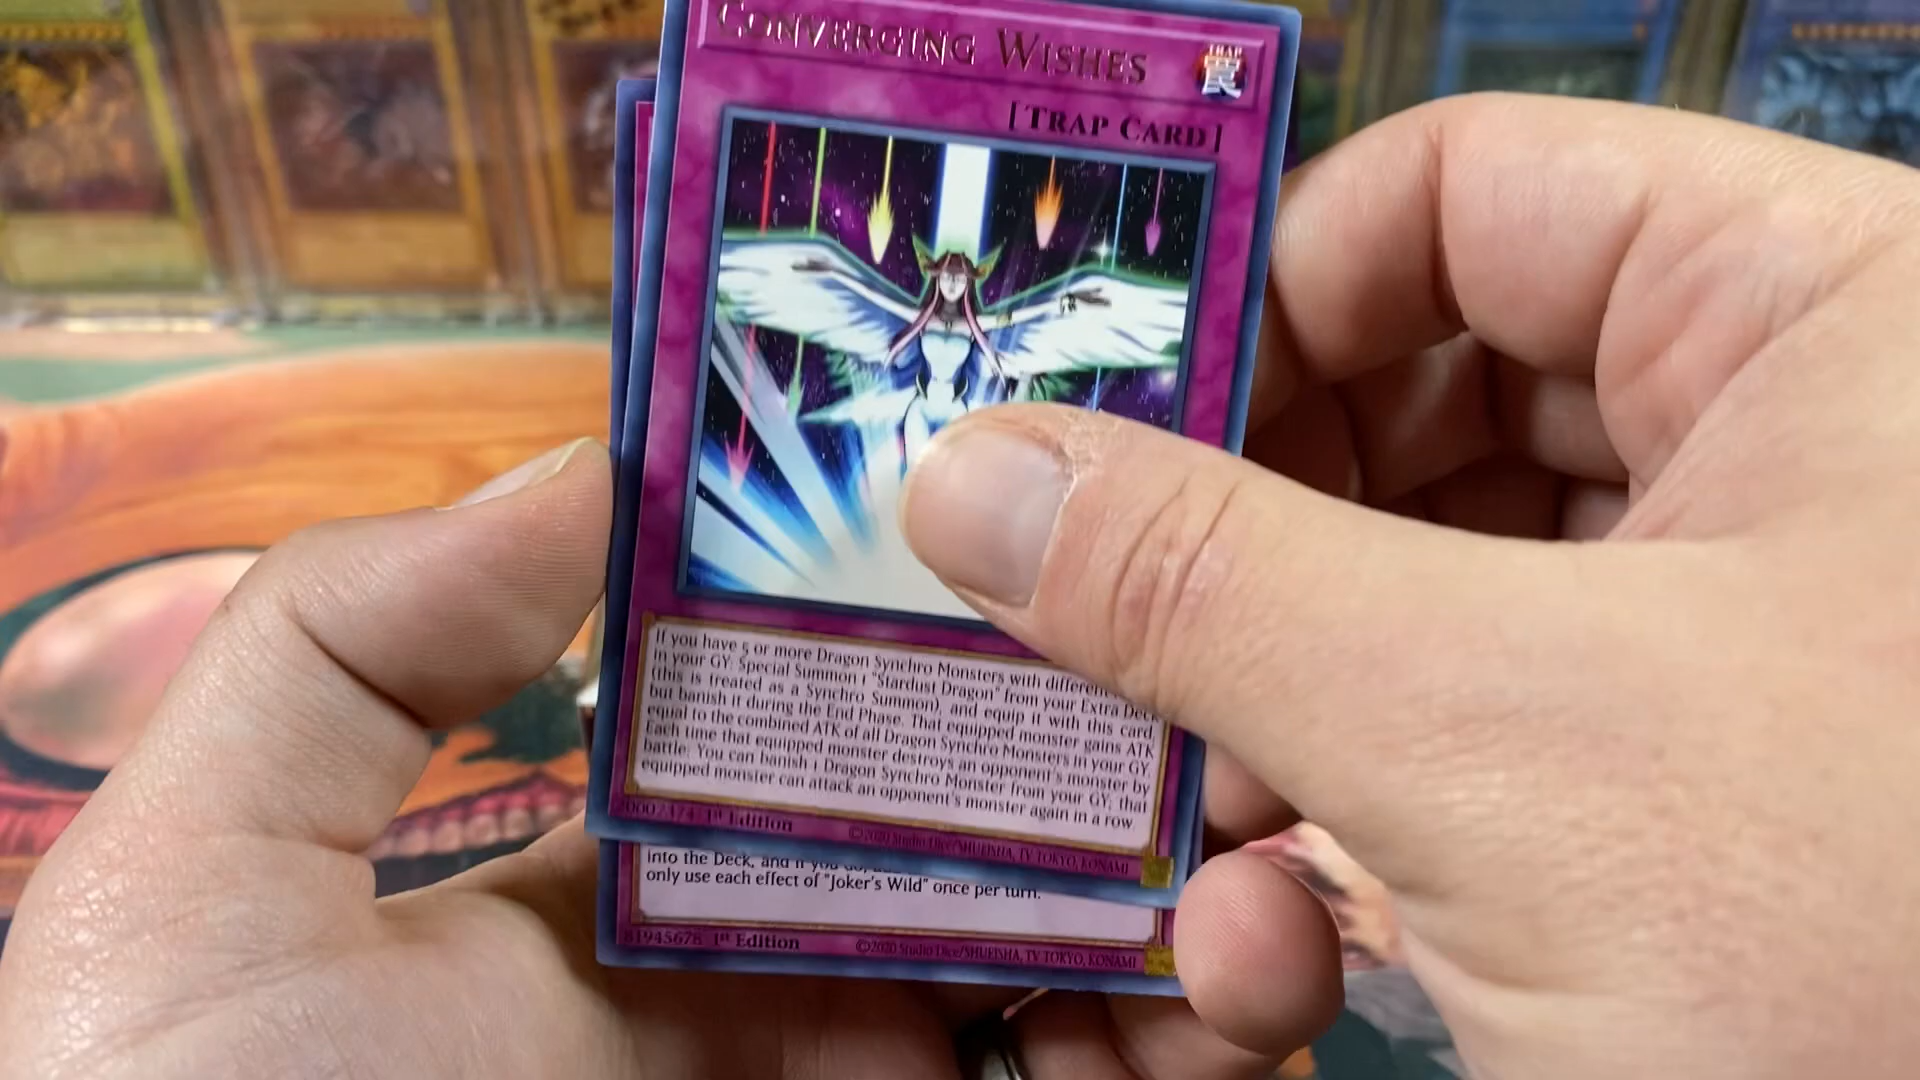 CONVERGING WISHES
TRAP
罠
[TRAP CARD]
If you have 5 or more Dragon Synchro Monsters with different
in your GY: Special Summon 1 "Stardust Dragon" from your Extra Deck
(this is treated as a Synchro Summon), and equip it with this card,
but banish it during the End Phase. That equipped monster gains ATK
equal to the combined ATK of all Dragon Synchro Monsters in your GY.
Each time that equipped monster destroys an opponent's monster by
battle: You can banish 1 Dragon Synchro Monster from your GY; that
equipped monster can attack an opponent's monster again in a row.
1st Edition
©2020 Studio Dice/SHUEISHA, TV TOKYO, KONAMI
into the Deck, and if you do,
only use each effect of "Joker's Wild" once per turn.
81945678 1st Edition
©2020 Studio Dice/SHUEISHA, TV TOKYO, KONAMI